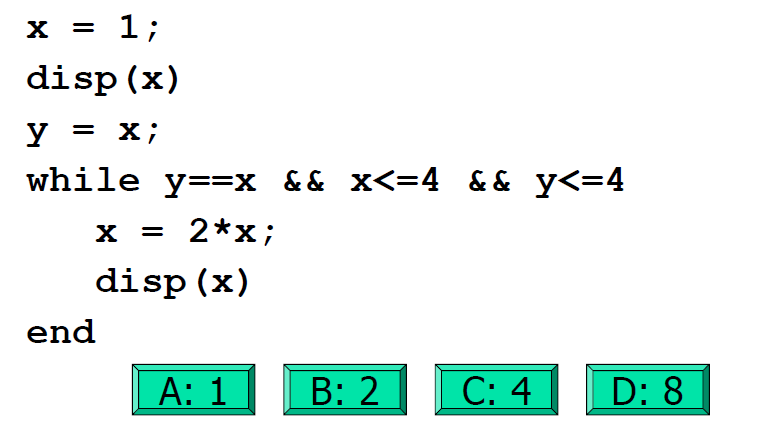 x = 1;
disp(x)
y = x;
while y==x && x<=4 && y<=4
   x = 2*x;
   disp(x)
end
A: 1 B: 2 C: 4 D: 8